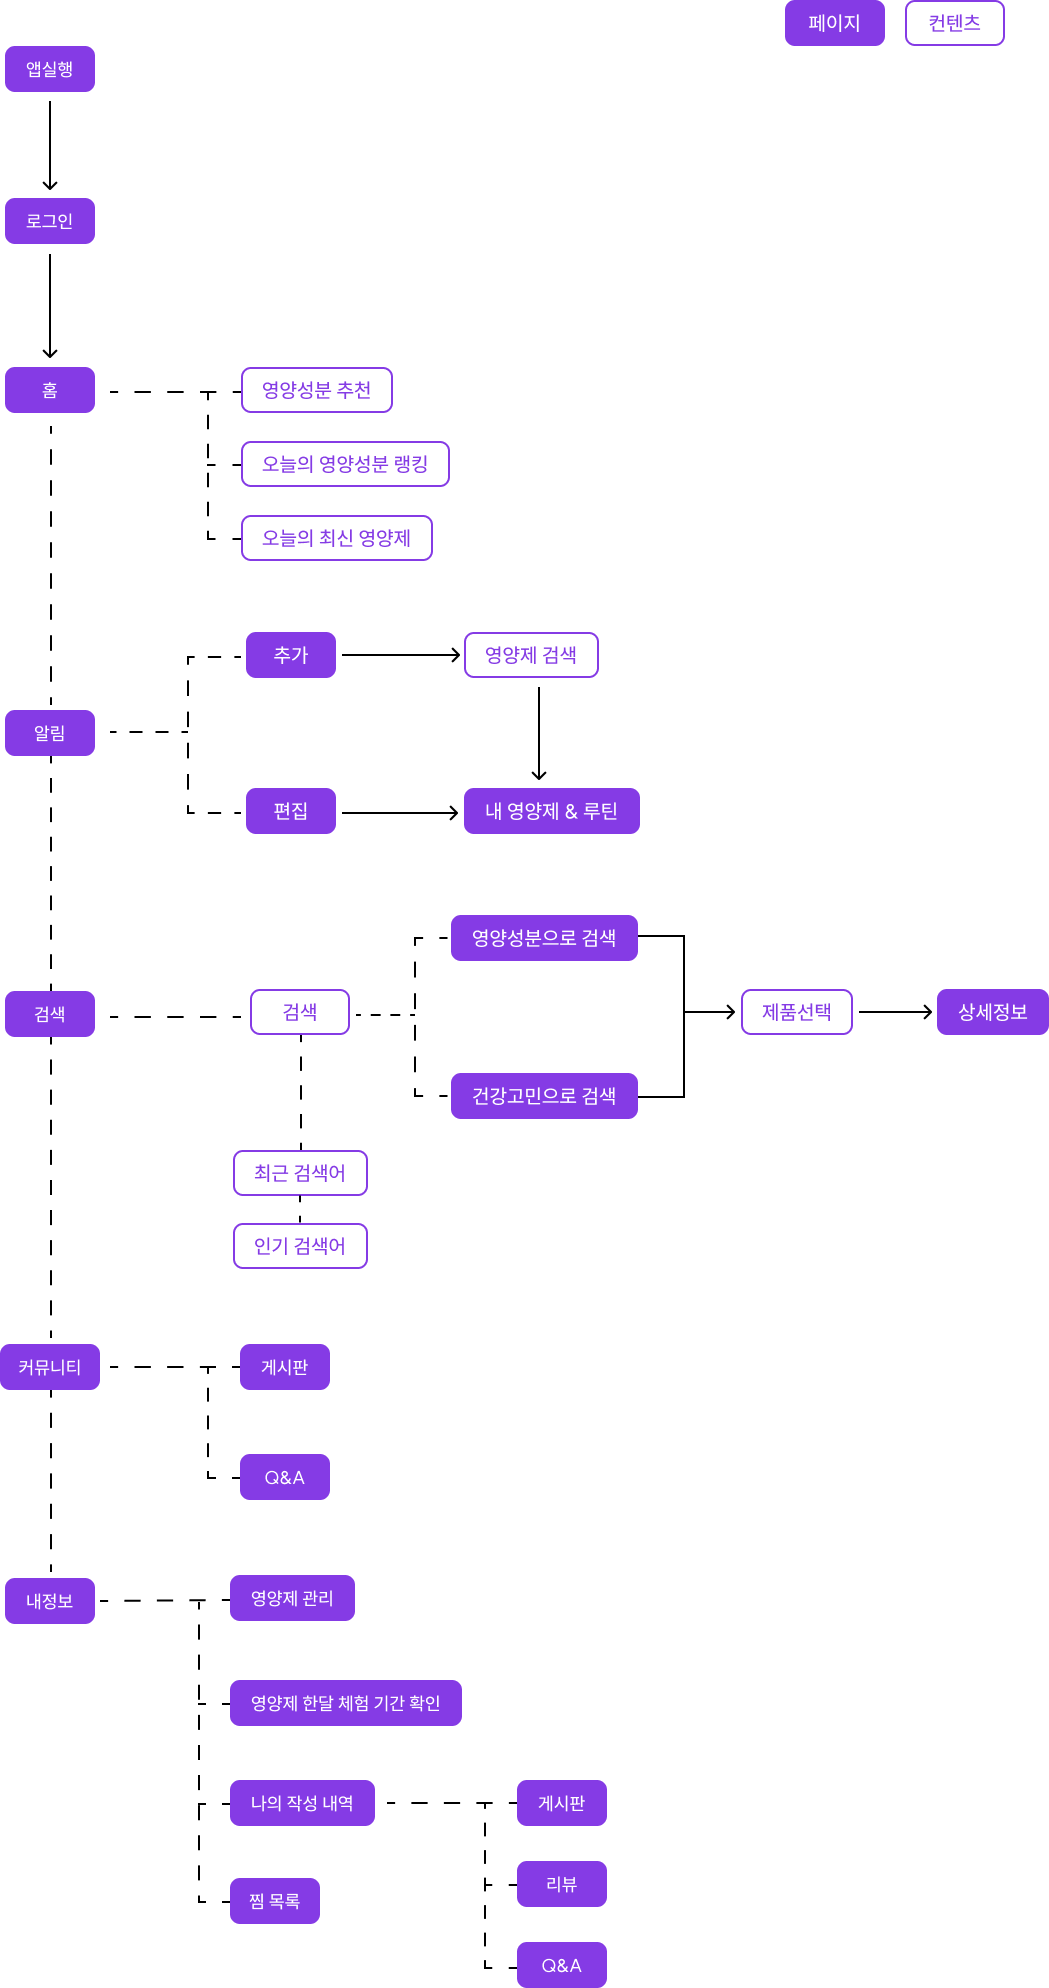 페이지
컨텐츠
앱실행
로그인
홈
영양성분 추천
오늘의 영양성분 랭킹
오늘의 최신 영양제
알림
추가
영양제 검색
편집
내 영양제 & 루틴
검색
검색
영양성분으로 검색
건강고민으로 검색
제품선택
상세정보
최근 검색어
인기 검색어
커뮤니티
게시판
Q&A
내정보
영양제 관리
영양제 한달 체험 기간 확인
나의 작성 내역
게시판
리뷰
Q&A
찜 목록